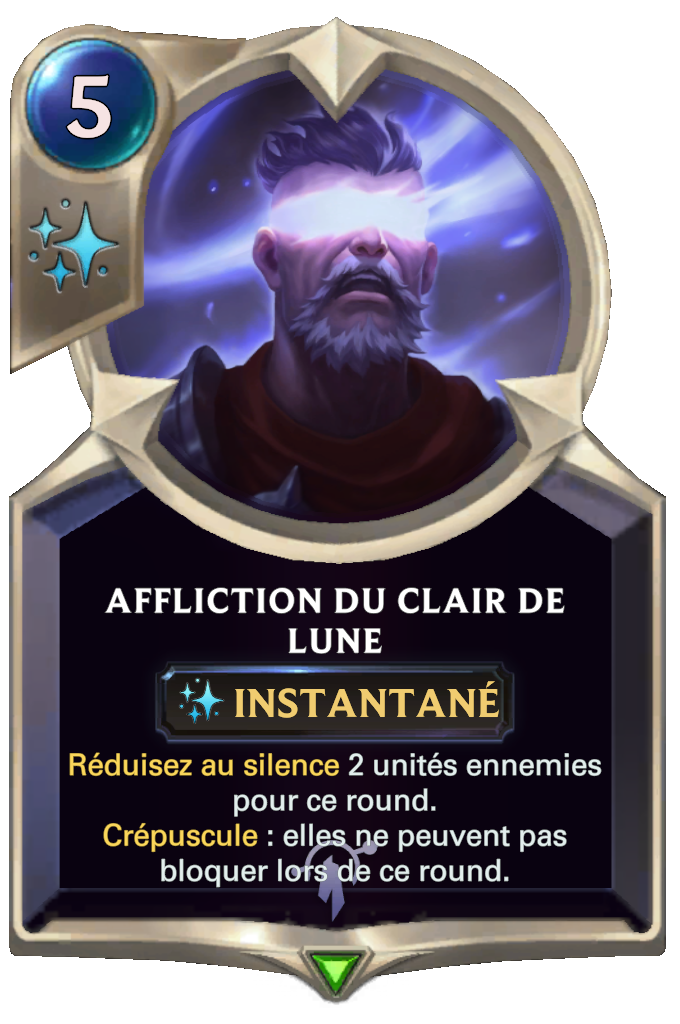 5
AFFLICTION DU CLAIR DE
LUNE
INSTANTANÉ
Réduisez au silence 2 unités ennemies
pour ce round.
Crépuscule : elles ne peuvent pas
bloquer lors de ce round.